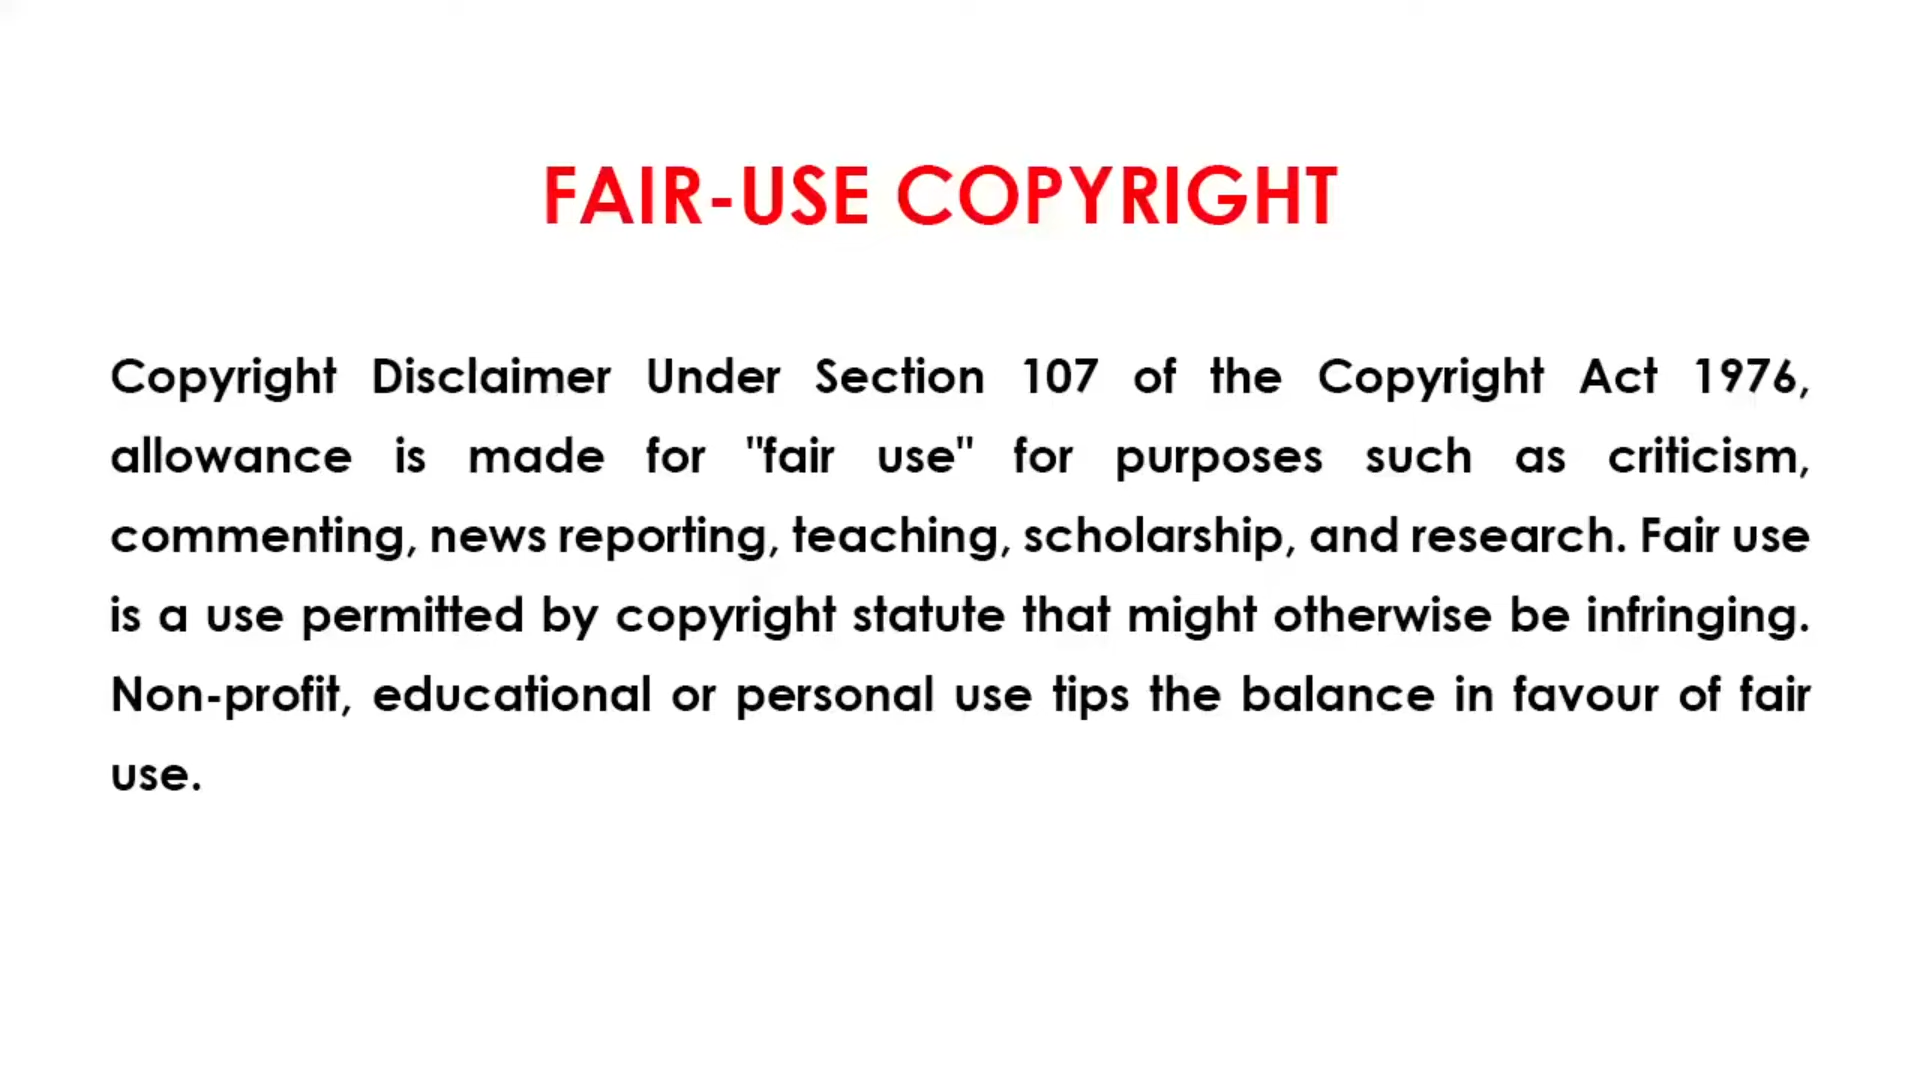 FAIR-USE COPYRIGHT
Copyright Disclaimer Under Section 107 of the Copyright Act 1976,
allowance is made for "fair use" for purposes such as criticism,
commenting, news reporting, teaching, scholarship, and research. Fair use
is a use permitted by copyright statute that might otherwise be infringing.
Non-profit, educational or personal use tips the balance in favour of fair
use.